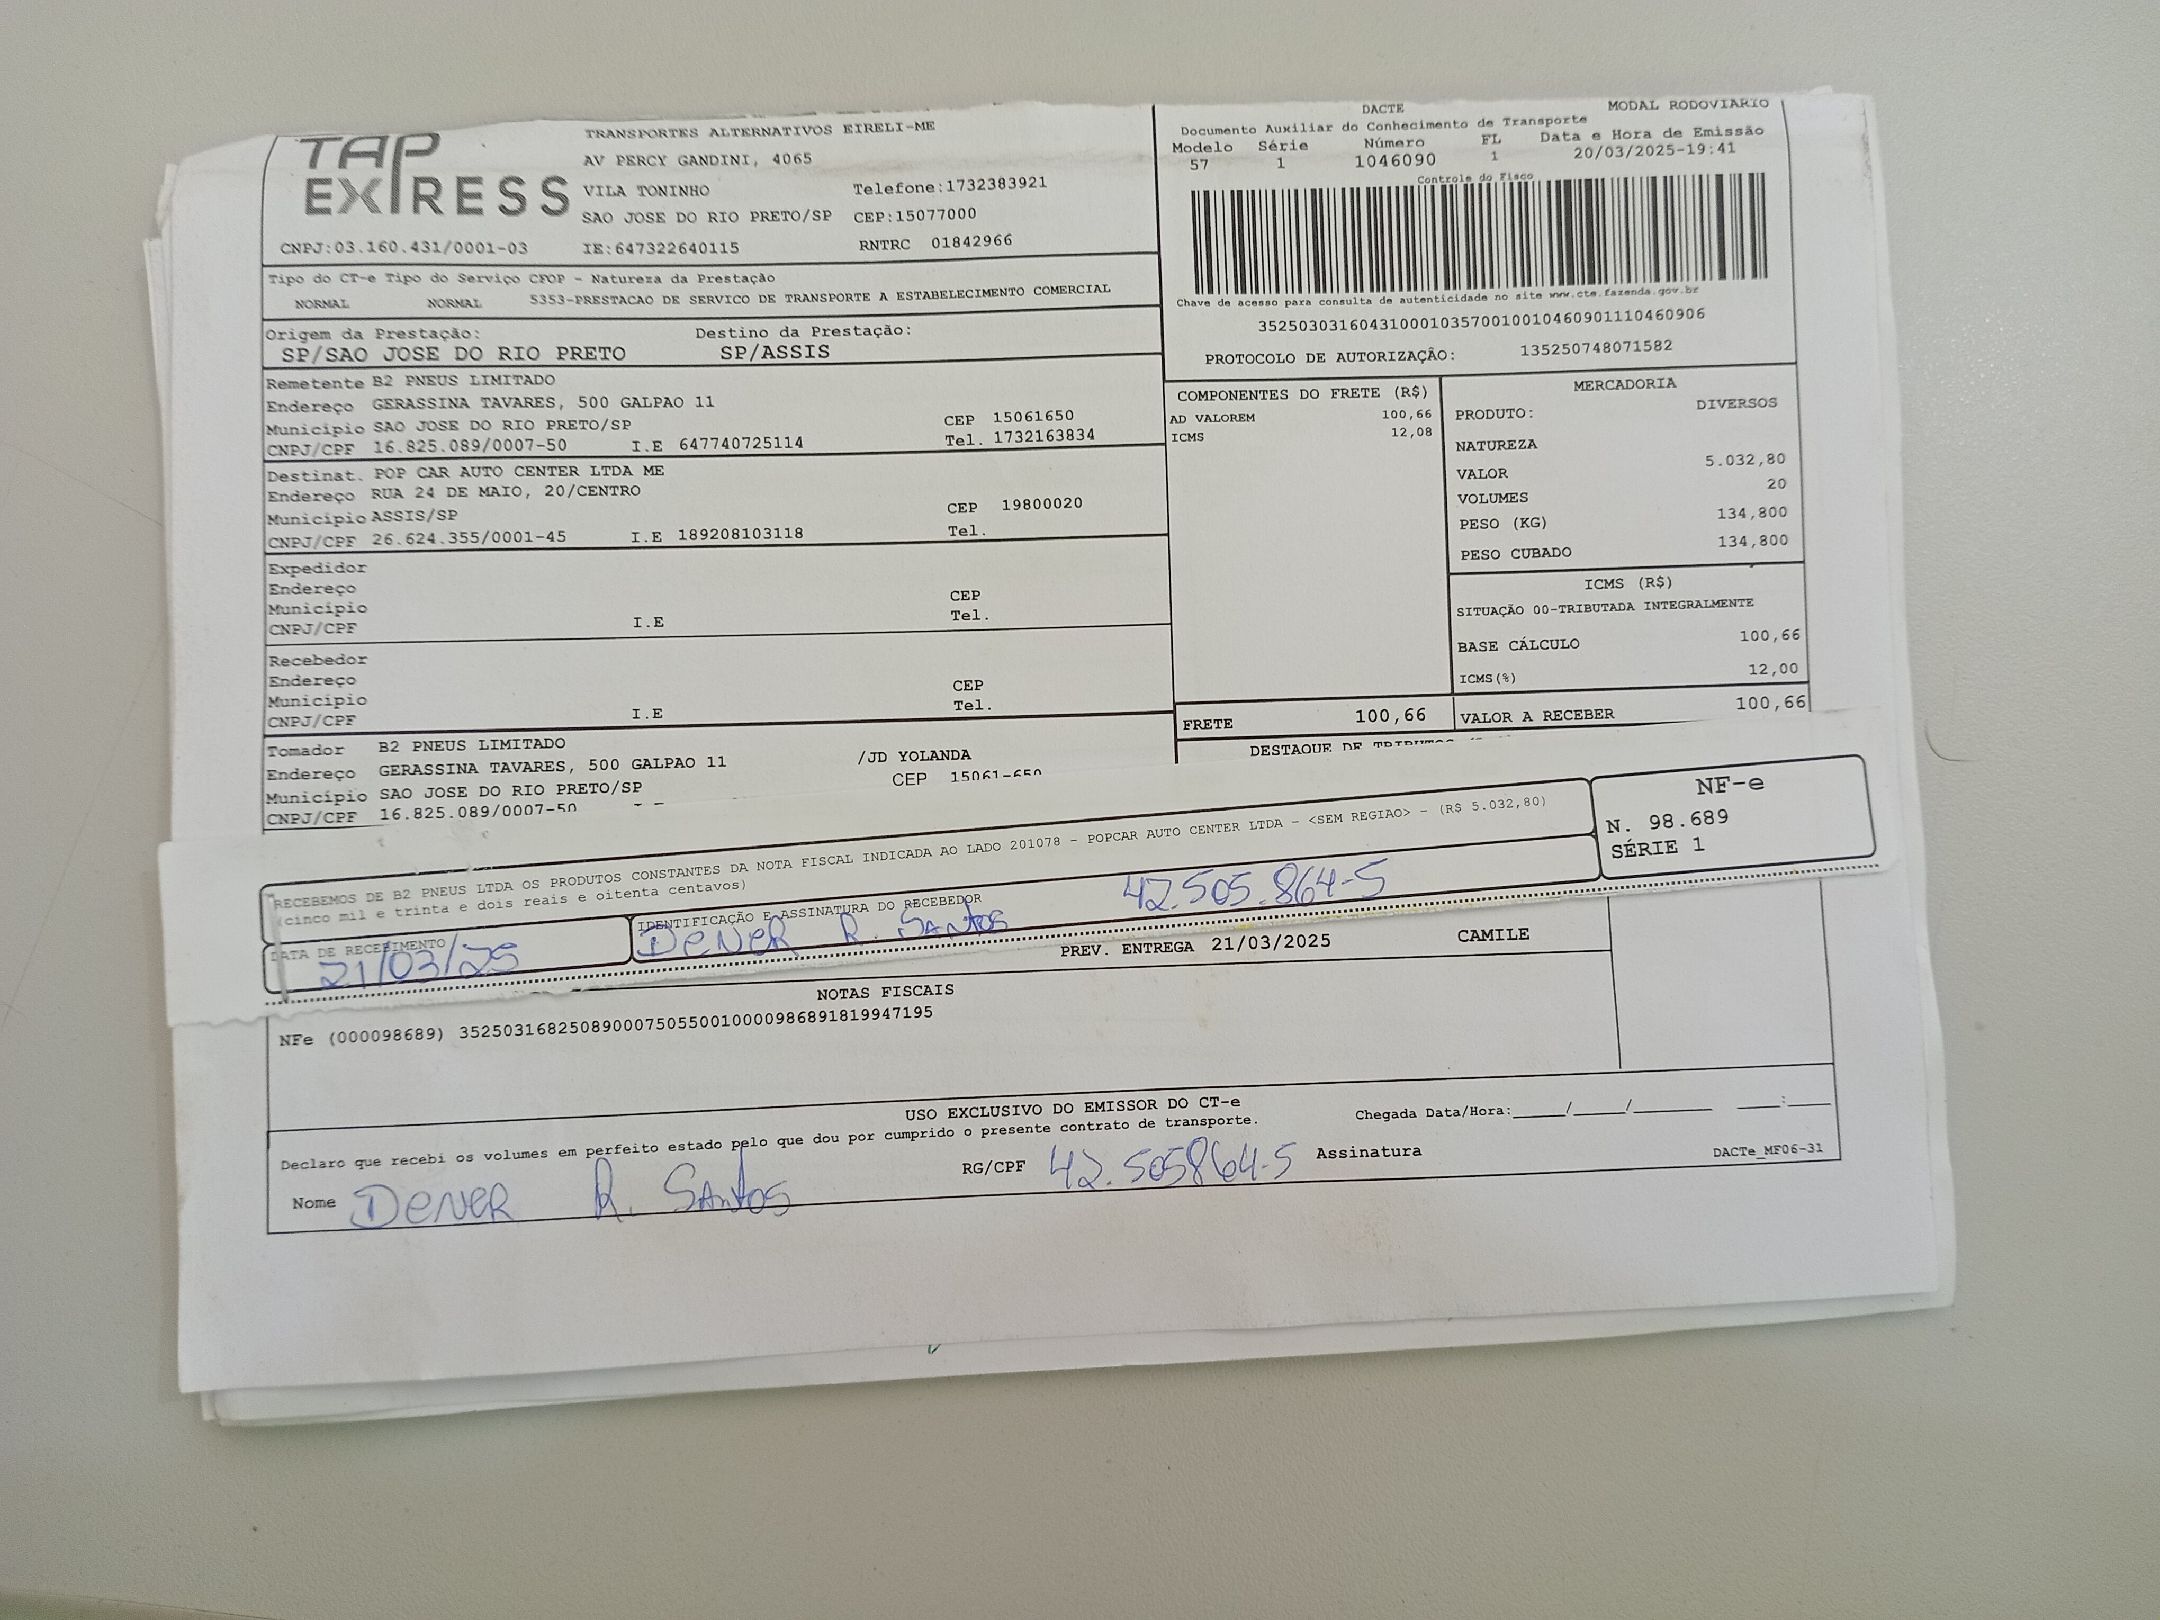 TAP EXPRESS
TRANSPORTES ALTERNATIVOS EIRELI-ME
AV PERCY GANDINI, 4065
VILA TONINHO Telefone:1732383921
SAO JOSE DO RIO PRETO/SP CEP:15077000
CNPJ:03.160.431/0001-03 IE:647322640115 RNTRC 01842966
DACTE MODAL RODOVIARIO
Documento Auxiliar do Conhecimento de Transporte
Modelo Série Número FL Data e Hora de Emissão
57 1 1046090 1 20/03/2025-19:41
Controle do Fisco
Chave de acesso para consulta de autenticidade no site www.cte.fazenda.gov.br
35250303160431000103570010010460901110460906
PROTOCOLO DE AUTORIZAÇÃO: 135250748071582
Tipo do CT-e Tipo do Serviço CFOP - Natureza da Prestação
NORMAL NORMAL 5353-PRESTACAO DE SERVICO DE TRANSPORTE A ESTABELECIMENTO COMERCIAL
Origem da Prestação: Destino da Prestação:
SP/SAO JOSE DO RIO PRETO SP/ASSIS
Remetente B2 PNEUS LIMITADO
Endereço GERASSINA TAVARES, 500 GALPAO 11
Município SAO JOSE DO RIO PRETO/SP CEP 15061650
CNPJ/CPF 16.825.089/0007-50 I.E 647740725114 Tel. 1732163834
Destinat. POP CAR AUTO CENTER LTDA ME
Endereço RUA 24 DE MAIO, 20/CENTRO
Município ASSIS/SP CEP 19800020
CNPJ/CPF 26.624.355/0001-45 I.E 189208103118 Tel.
Expedidor
Endereço
Município CEP
CNPJ/CPF I.E Tel.
Recebedor
Endereço
Município CEP
CNPJ/CPF I.E Tel.
Tomador B2 PNEUS LIMITADO
Endereço GERASSINA TAVARES, 500 GALPAO 11 /JD YOLANDA
Município SAO JOSE DO RIO PRETO/SP CEP 15061-650
CNPJ/CPF 16.825.089/0007-50
COMPONENTES DO FRETE (R$)
AD VALOREM 100,66
ICMS 12,08
FRETE 100,66
MERCADORIA
PRODUTO: DIVERSOS
NATUREZA
VALOR 5.032,80
VOLUMES 20
PESO (KG) 134,800
PESO CUBADO 134,800
ICMS (R$)
SITUAÇÃO 00-TRIBUTADA INTEGRALMENTE
BASE CÁLCULO 100,66
ICMS(%) 12,00
VALOR A RECEBER 100,66
DESTAQUE DE TRIBUTOS
RECEBEMOS DE B2 PNEUS LTDA OS PRODUTOS CONSTANTES DA NOTA FISCAL INDICADA AO LADO 201078 - POPCAR AUTO CENTER LTDA - <SEM REGIAO> - (R$ 5.032,80)
(cinco mil e trinta e dois reais e oitenta centavos)
NF-e
N. 98.689
SÉRIE 1
DATA DE RECEBIMENTO IDENTIFICAÇÃO E ASSINATURA DO RECEBEDOR
21/03/25 DENER R. SANTOS 42.505.864-5
PREV. ENTREGA 21/03/2025 CAMILE
NOTAS FISCAIS
NFe (000098689) 35250316825089000750550010000986891819947195
USO EXCLUSIVO DO EMISSOR DO CT-e
Declaro que recebi os volumes em perfeito estado pelo que dou por cumprido o presente contrato de transporte. Chegada Data/Hora:_____/_____/________ ____:____
Nome DENER R. SANTOS RG/CPF 42.505864-5 Assinatura
DACTe_MF06-31